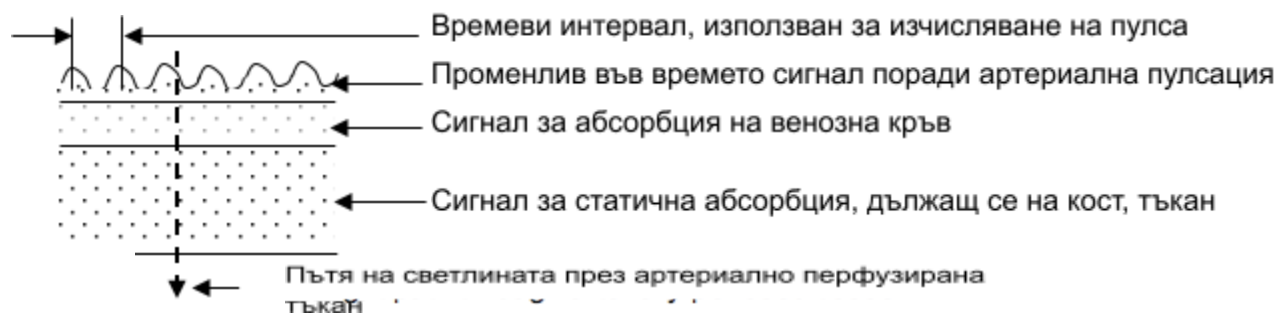 Времеви интервал, използван за изчисляване на пулса
Променлив във времето сигнал поради артериална пулсация
Сигнал за абсорбция на венозна кръв
Сигнал за статична абсорбция, дължащ се на кост, тъкан
Пътя на светлината през артериално перфузирана
тъкан